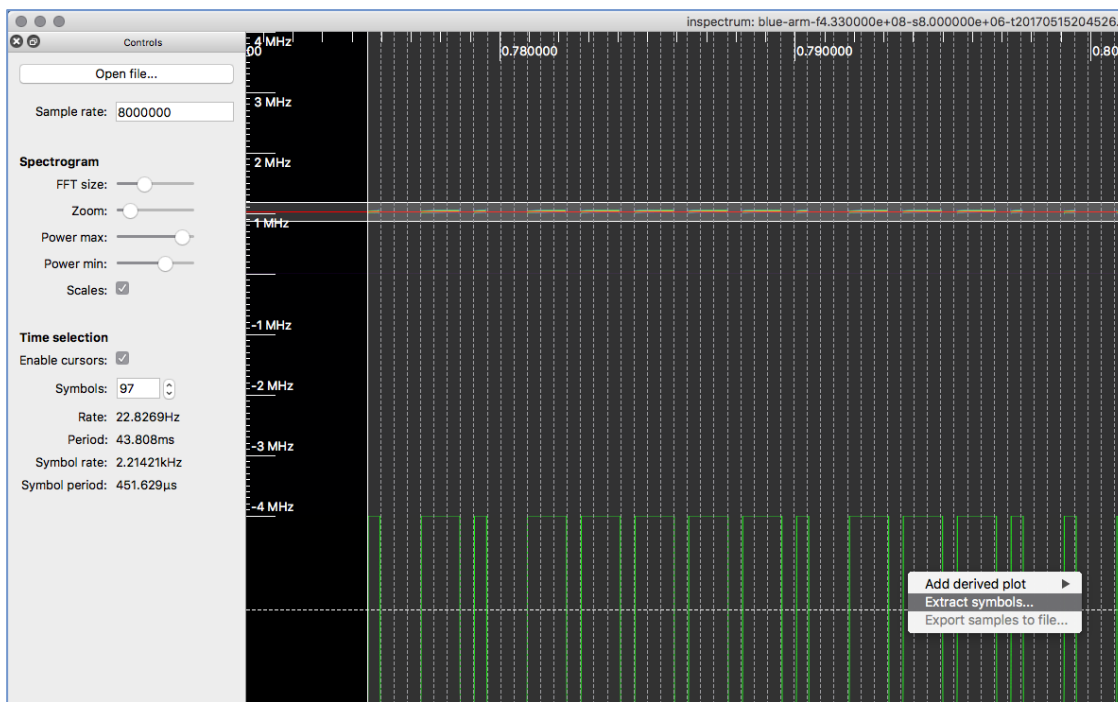 inspectrum: blue-arm-f4.330000e+08-s8.000000e+06-t20170515204526.
Controls
Open file...
Sample rate: 8000000
Spectrogram
FFT size:
Zoom:
Power max:
Power min:
Scales:
Time selection
Enable cursors:
Symbols: 97
Rate: 22.8269Hz
Period: 43.808ms
Symbol rate: 2.21421kHz
Symbol period: 451.629µs
4 MHz
00 0.780000 0.790000 0.80
3 MHz
2 MHz
1 MHz
-1 MHz
-2 MHz
-3 MHz
-4 MHz
Add derived plot
Extract symbols...
Export samples to file...